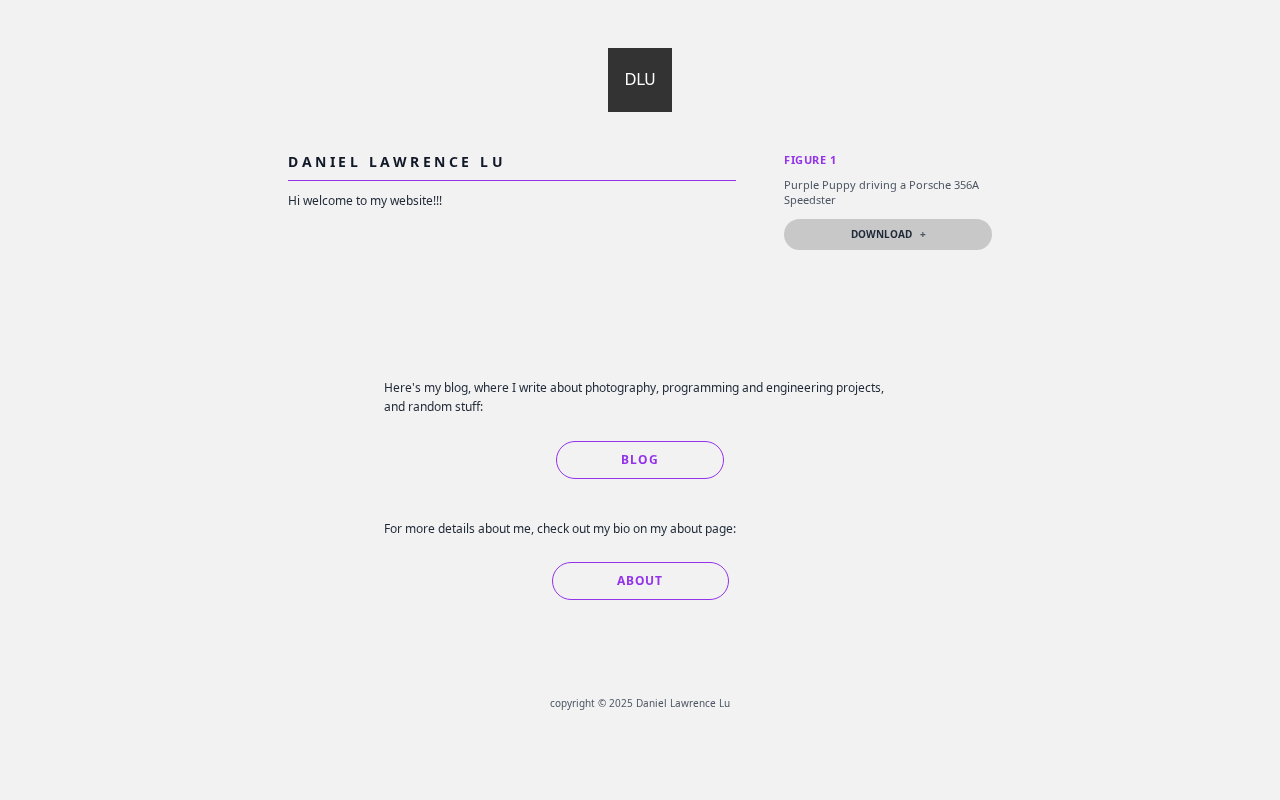 DLU
DANIEL LAWRENCE LU
Hi welcome to my website!!!
FIGURE 1
Purple Puppy driving a Porsche 356A
Speedster
DOWNLOAD +
Here's my blog, where I write about photography, programming and engineering projects,
and random stuff:
BLOG
For more details about me, check out my bio on my about page:
ABOUT
copyright © 2025 Daniel Lawrence Lu